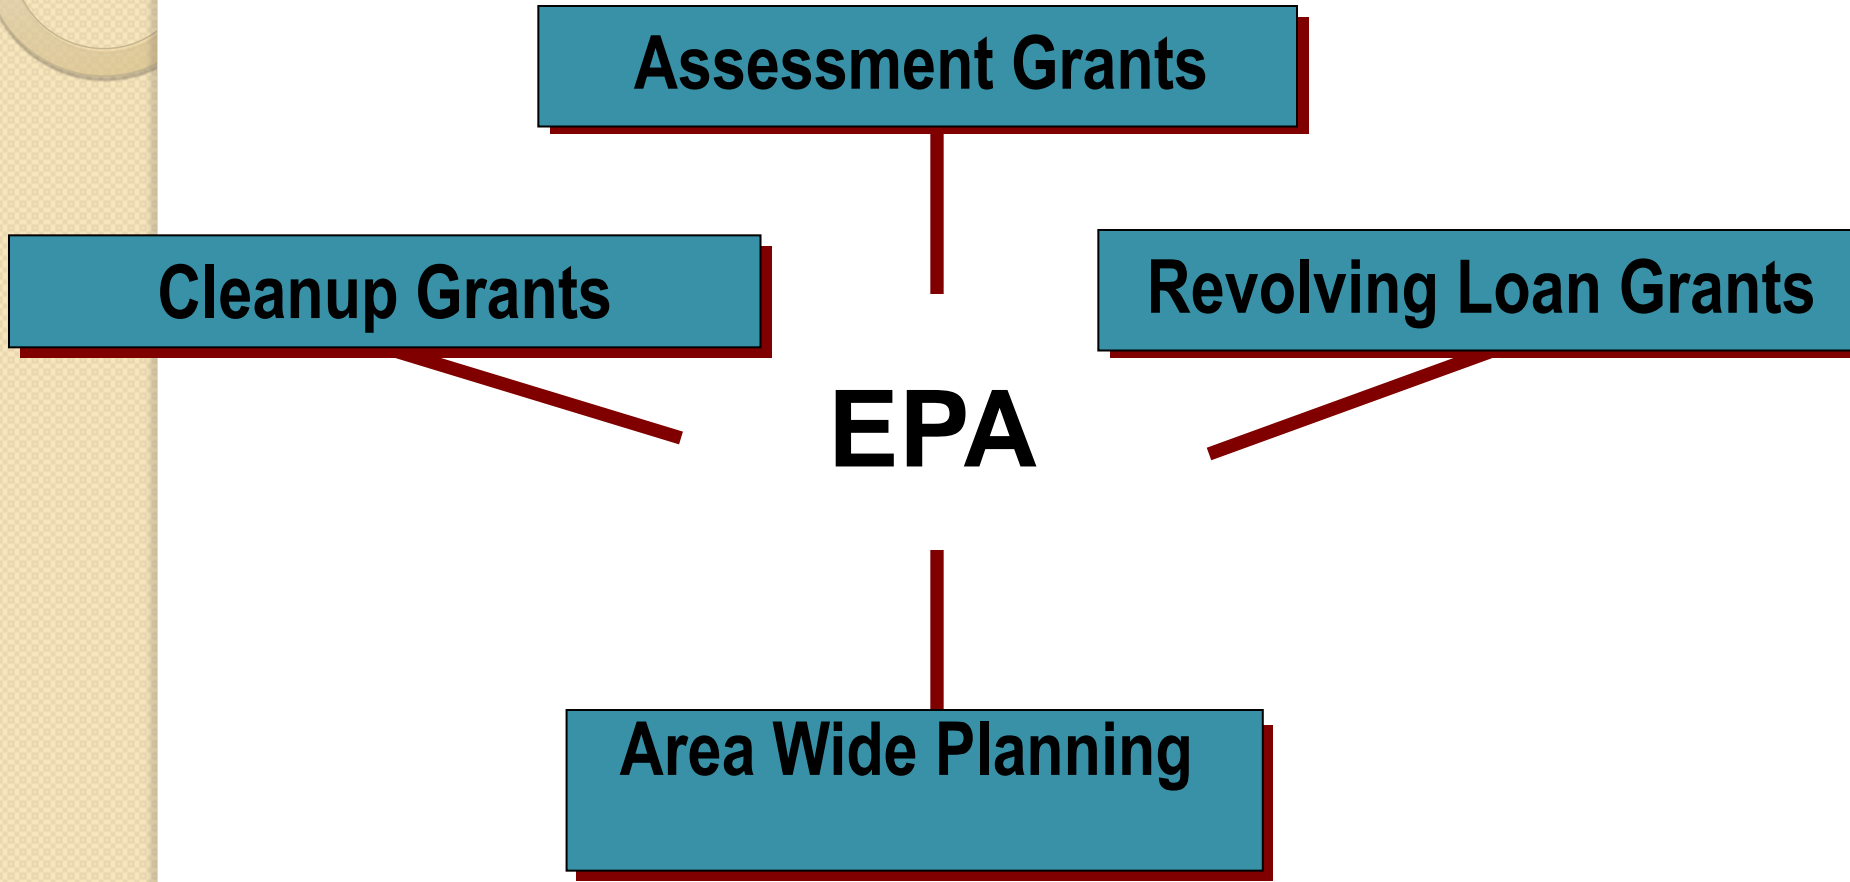 Assessment Grants
Cleanup Grants
Revolving Loan Grants
EPA
Area Wide Planning